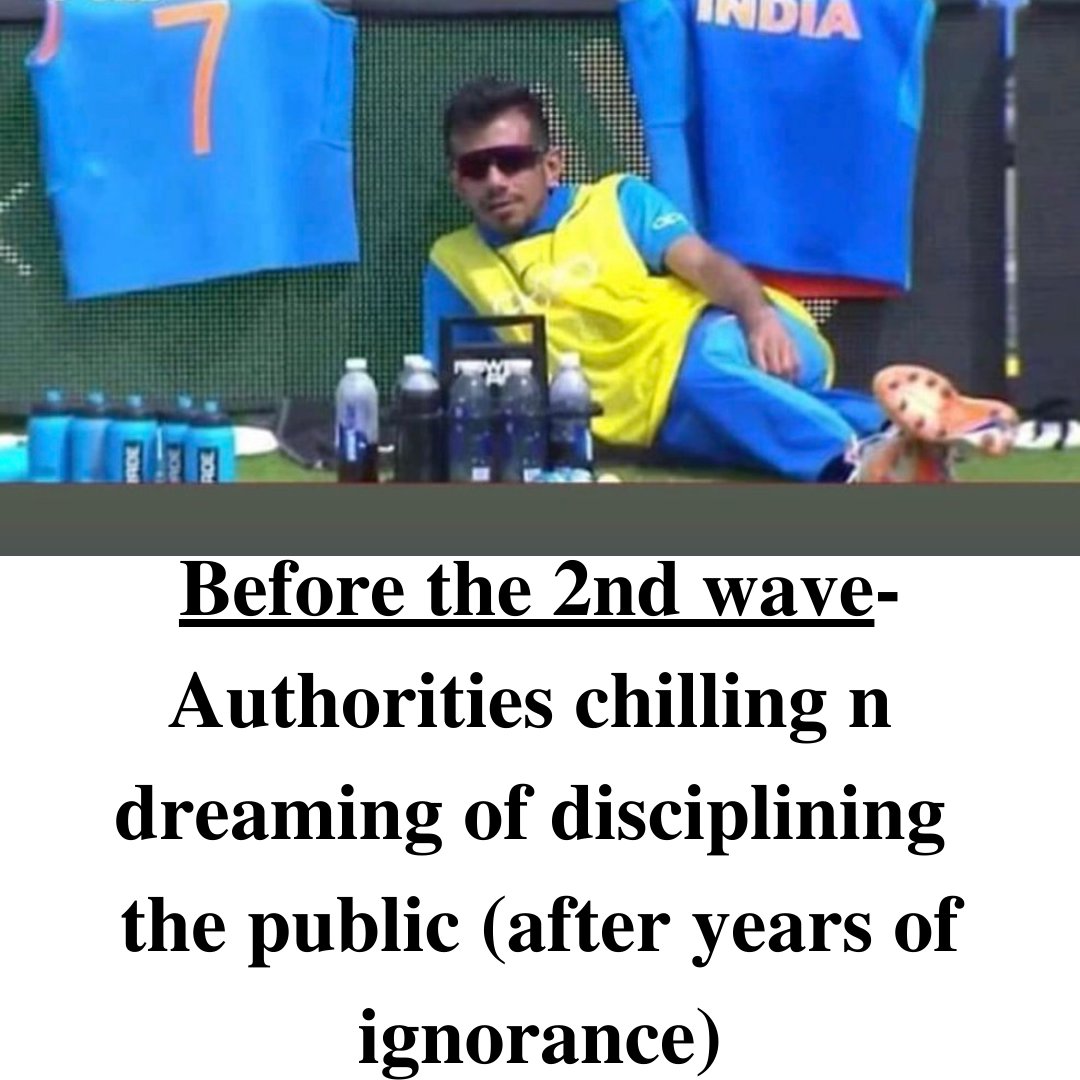 7
INDIA
Before the 2nd wave-
Authorities chilling n
dreaming of disciplining
the public (after years of
ignorance)